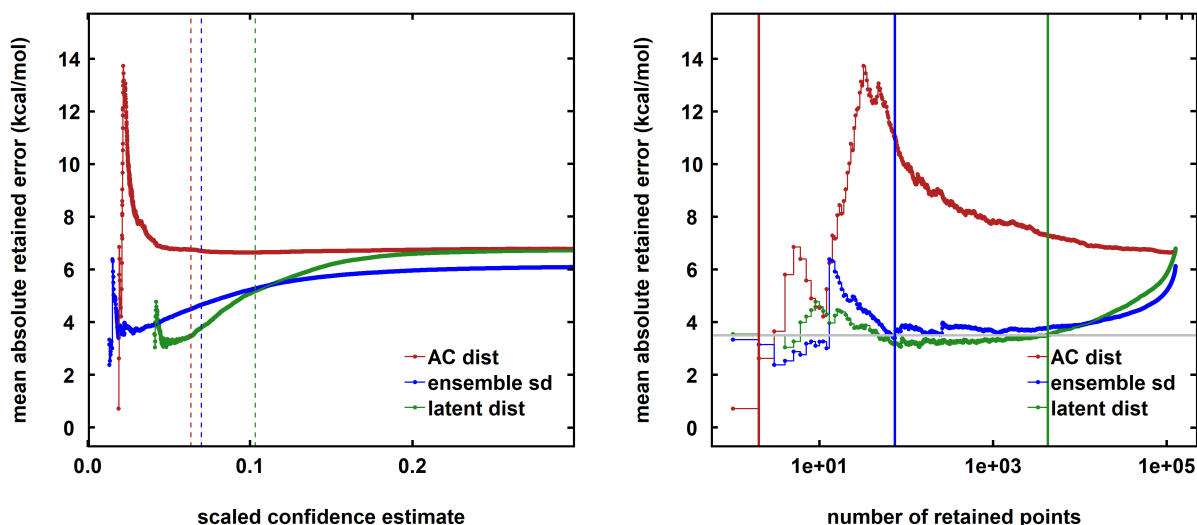 mean absolute retained error (kcal/mol)
14
12
10
8
6
4
2
0
0.0
0.1
0.2
AC dist
ensemble sd
latent dist
scaled confidence estimate
mean absolute retained error (kcal/mol)
14
12
10
8
6
4
2
0
1e+01
1e+03
1e+05
AC dist
ensemble sd
latent dist
number of retained points